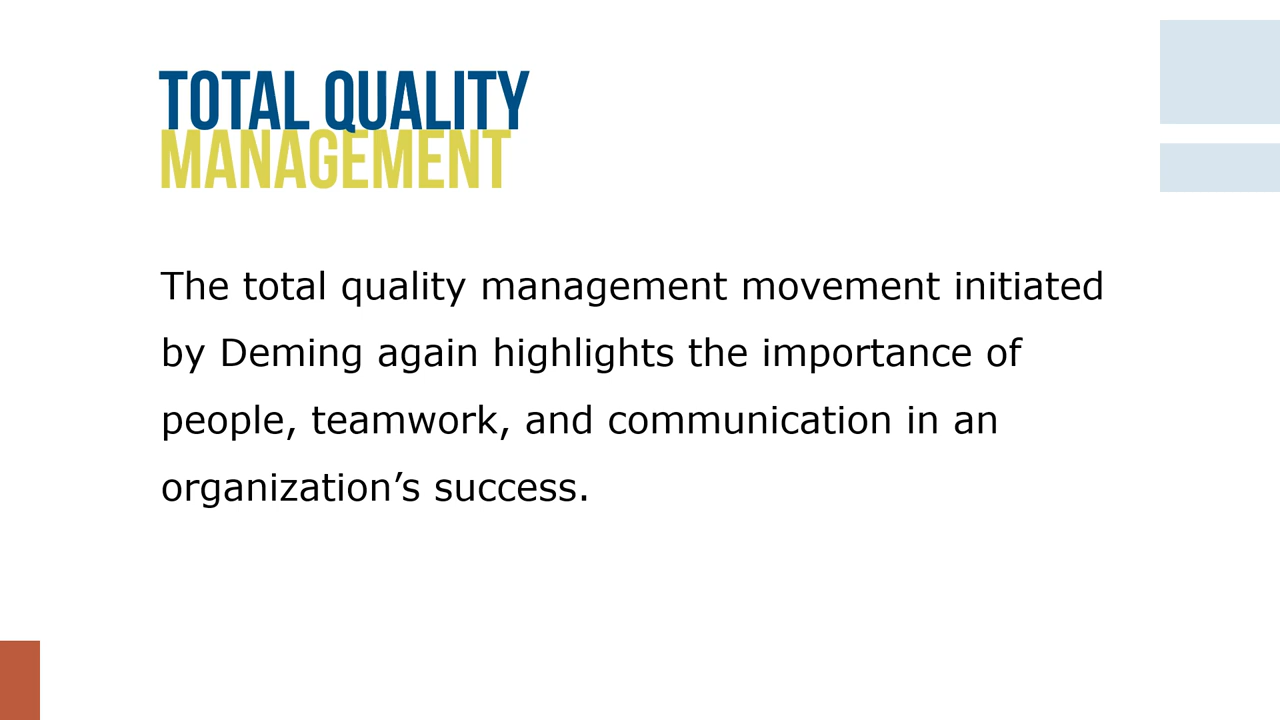 TOTAL QUALITY
MANAGEMENT
The total quality management movement initiated
by Deming again highlights the importance of
people, teamwork, and communication in an
organization’s success.